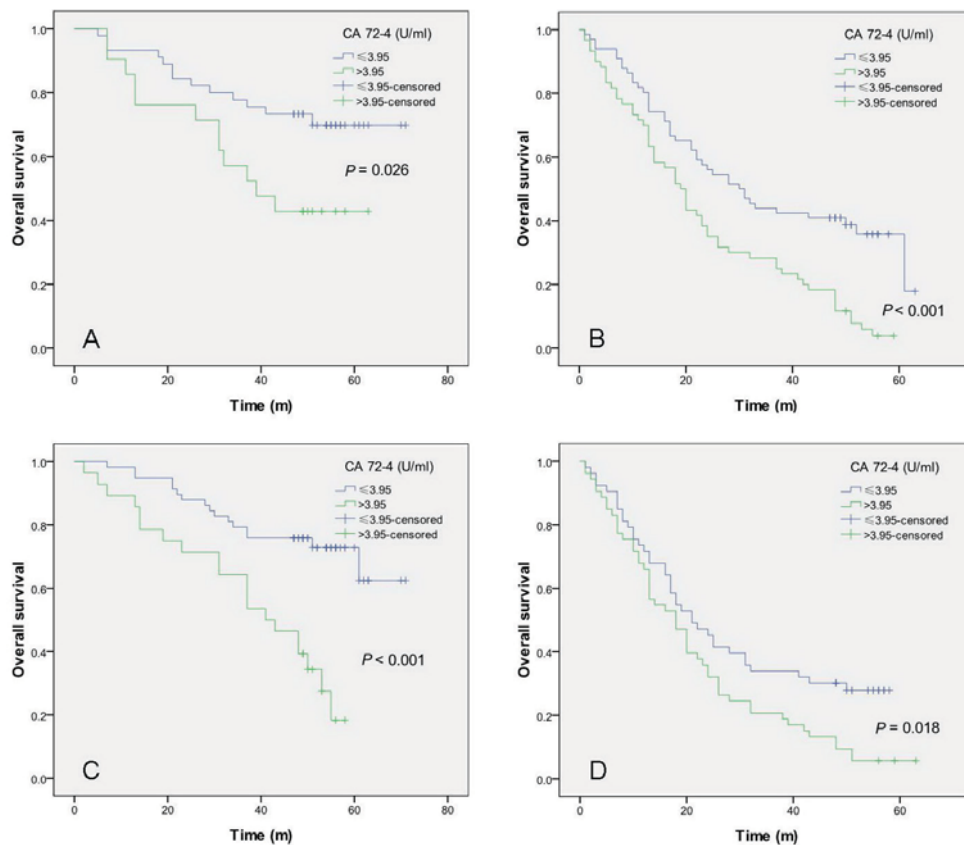 CA 72-4 (U/ml)
≤3.95
>3.95
≤3.95-censored
>3.95-censored
1.0
0.8
0.6
0.4
0.2
0.0
Overall survival
P = 0.026
A
0 20 40 60 80
Time (m)
CA 72-4 (U/ml)
≤3.95
>3.95
≤3.95-censored
>3.95-censored
1.0
0.8
0.6
0.4
0.2
0.0
Overall survival
P < 0.001
B
0 20 40 60
Time (m)
CA 72-4 (U/ml)
≤3.95
>3.95
≤3.95-censored
>3.95-censored
1.0
0.8
0.6
0.4
0.2
0.0
Overall survival
P < 0.001
C
0 20 40 60 80
Time (m)
CA 72-4 (U/ml)
≤3.95
>3.95
≤3.95-censored
>3.95-censored
1.0
0.8
0.6
0.4
0.2
0.0
Overall survival
P = 0.018
D
0 20 40 60
Time (m)